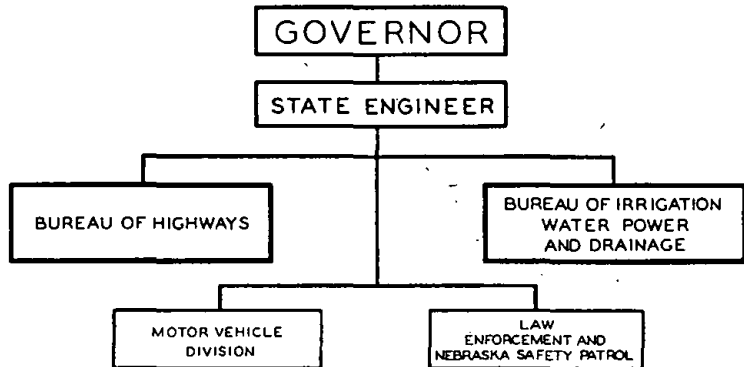 GOVERNOR
STATE ENGINEER
BUREAU OF HIGHWAYS
BUREAU OF IRRIGATION
WATER POWER
AND DRAINAGE
MOTOR VEHICLE
DIVISION
LAW
ENFORCEMENT AND
NEBRASKA SAFETY PATROL